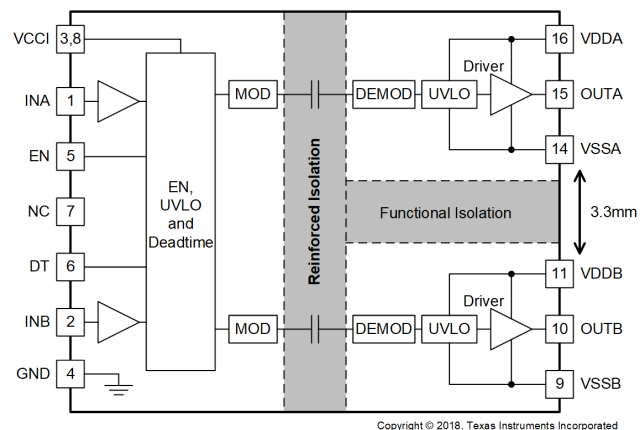 VCCI 3,8
INA 1
EN 5
NC 7
DT 6
INB 2
GND 4
EN,
UVLO
and
Deadtime
MOD
MOD
Reinforced Isolation
DEMOD
UVLO
Driver
16 VDDA
15 OUTA
14 VSSA
Functional Isolation
3.3mm
DEMOD
UVLO
Driver
11 VDDB
10 OUTB
9 VSSB
Copyright © 2018, Texas Instruments Incorporated